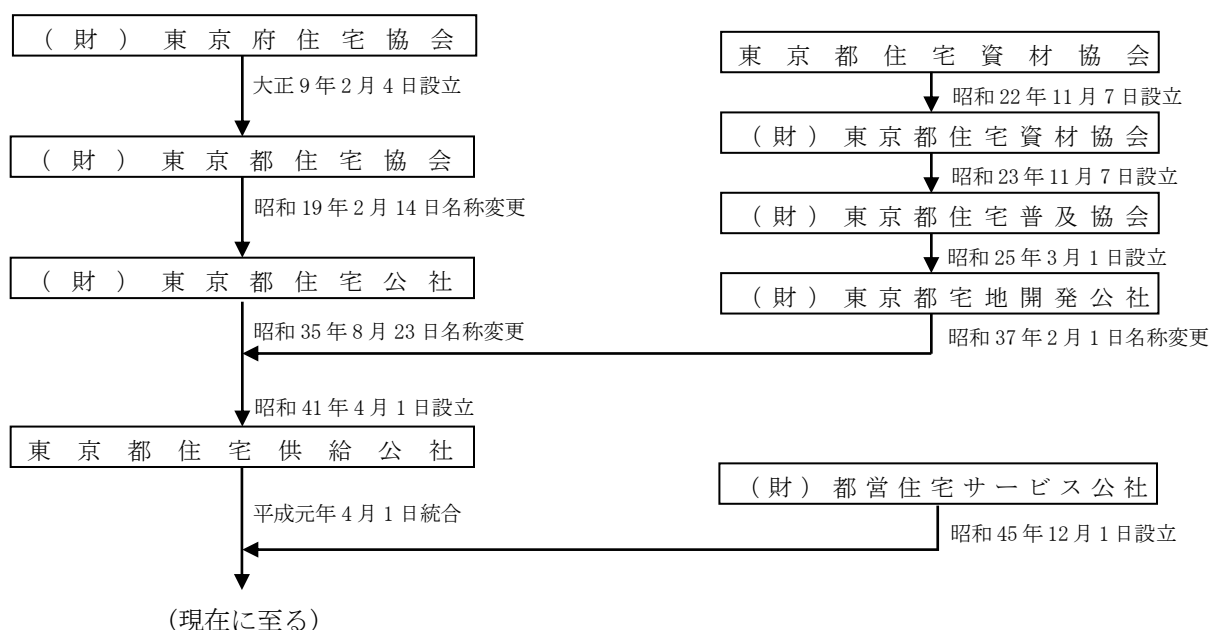 (財)東京府住宅協会
大正9年2月4日設立
(財)東京都住宅協会
昭和19年2月14日名称変更
(財)東京都住宅公社
昭和35年8月23日名称変更
東京都住宅資材協会
昭和22年11月7日設立
(財)東京都住宅資材協会
昭和23年11月7日設立
(財)東京都住宅普及協会
昭和25年3月1日設立
(財)東京都宅地開発公社
昭和37年2月1日名称変更
昭和41年4月1日設立
東京都住宅供給公社
平成元年4月1日統合
(財)都営住宅サービス公社
昭和45年12月1日設立
(現在に至る)